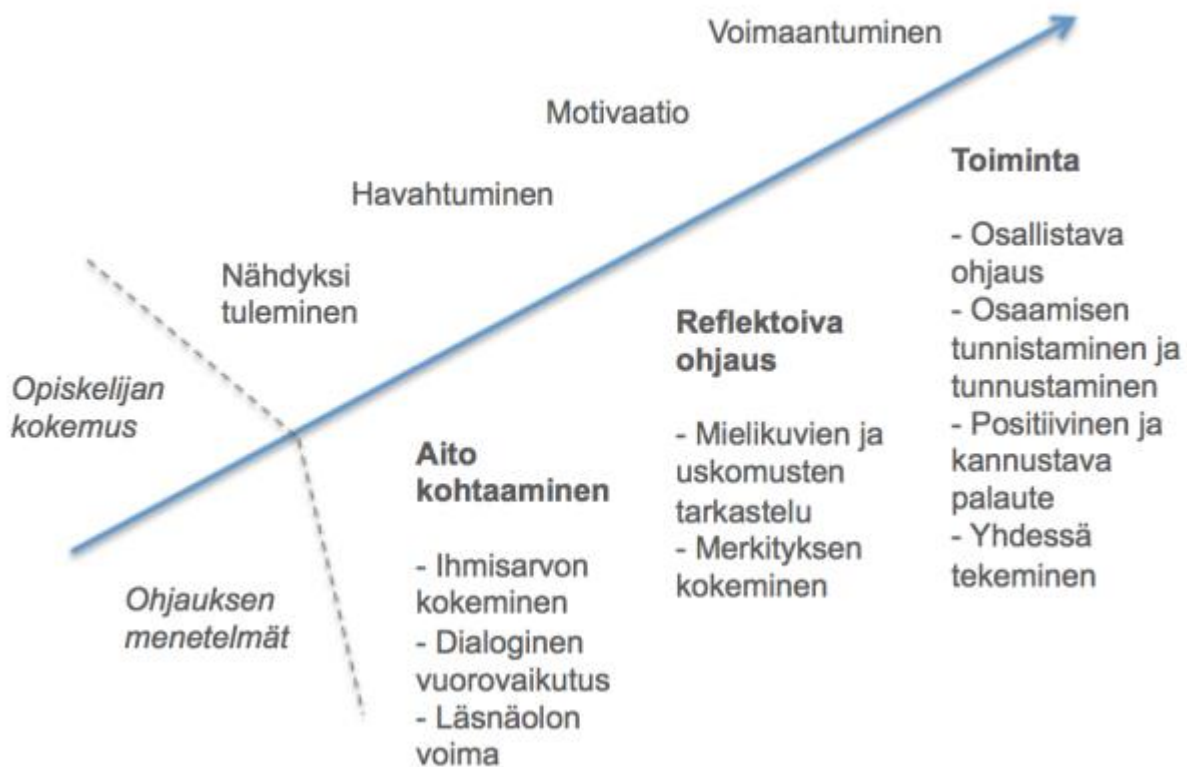 Voimaantuminen
Motivaatio
Havahtuminen
Nähdyksi
tuleminen
Opiskelijan
kokemus
Ohjauksen
menetelmät
Aito
kohtaaminen
- Ihmisarvon
kokeminen
- Dialoginen
vuorovaikutus
- Läsnäolon
voima
Reflektoiva
ohjaus
- Mielikuvien ja
uskomusten
tarkastelu
- Merkityksen
kokeminen
Toiminta
- Osallistava
ohjaus
- Osaamisen
tunnistaminen ja
tunnustaminen
- Positiivinen ja
kannustava
palaute
- Yhdessä
tekeminen